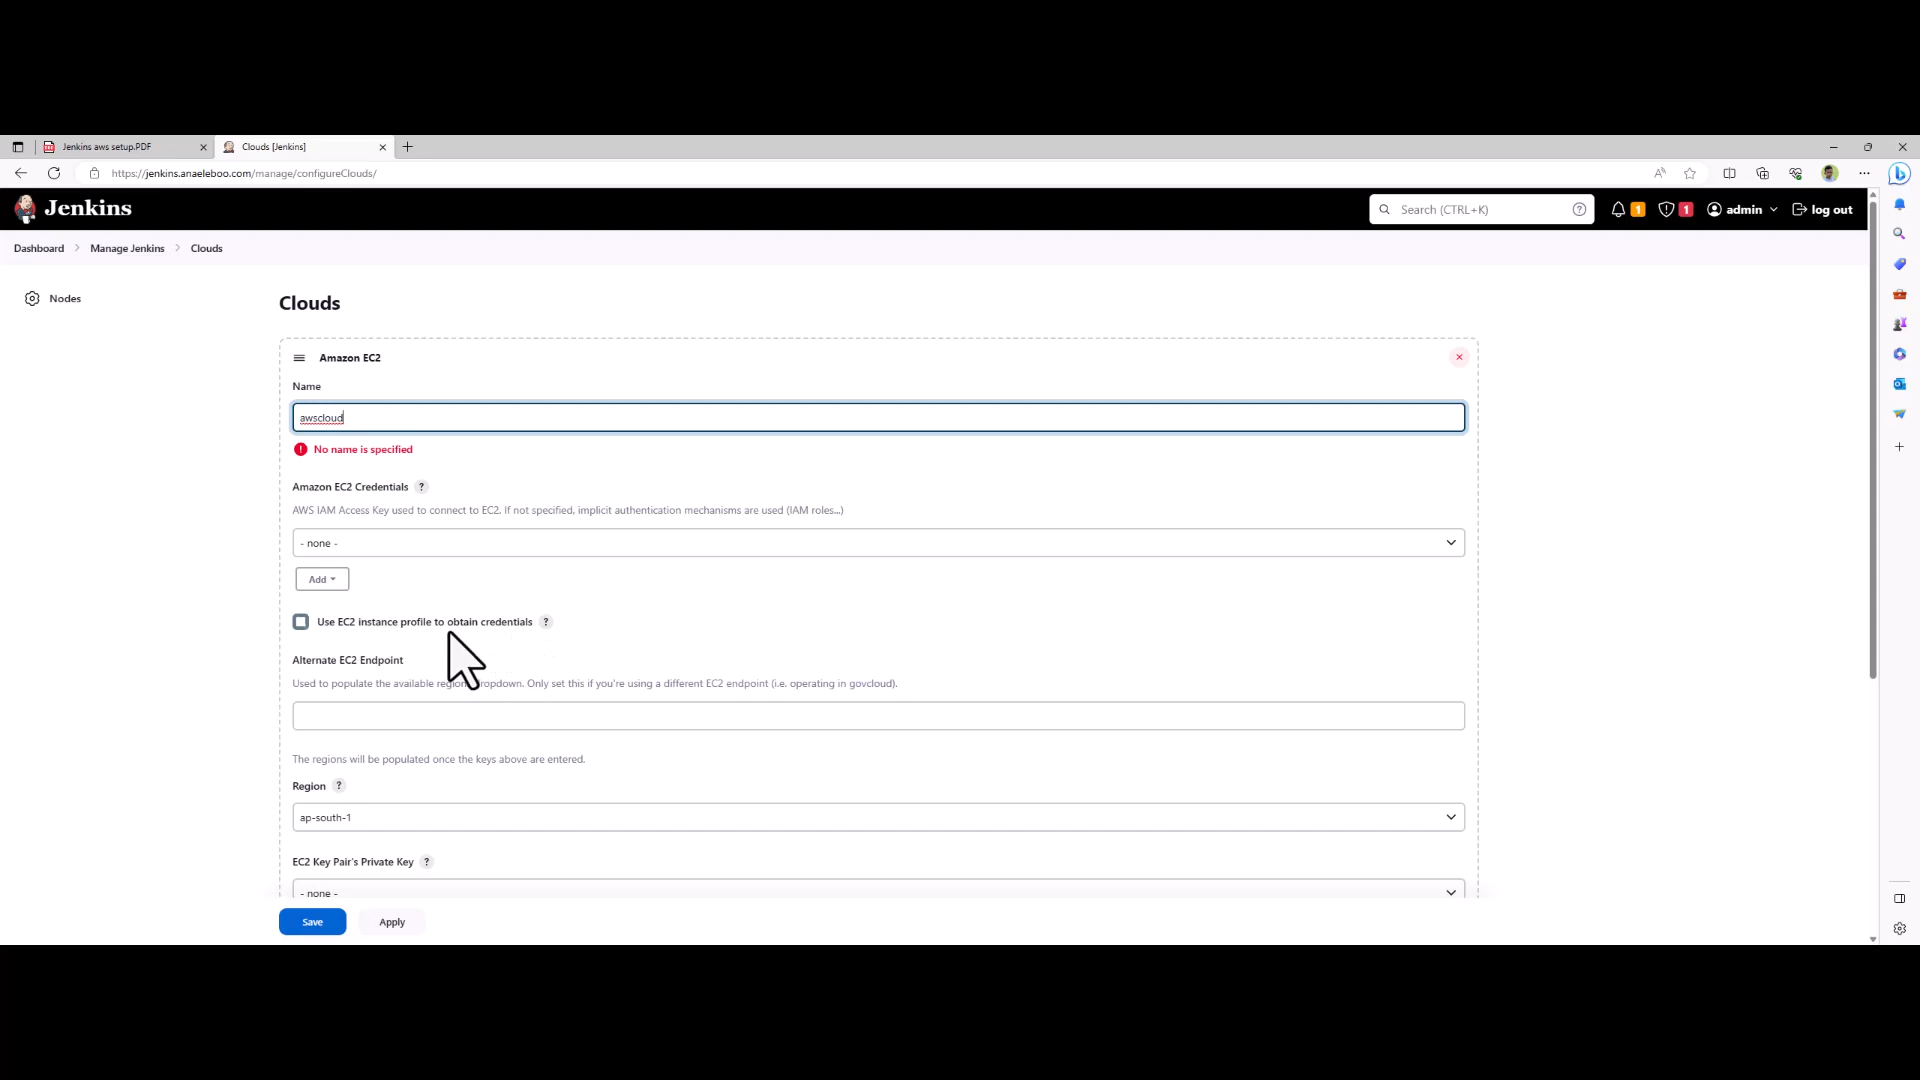 Jenkins aws setup.PDF
Clouds [Jenkins]
https://jenkins.anaeleboo.com/manage/configureClouds/
Jenkins
Search (CTRL+K)
1
1
admin
log out
Dashboard > Manage Jenkins > Clouds
Nodes
Clouds
Amazon EC2
Name
awscloud
No name is specified
Amazon EC2 Credentials ?
AWS IAM Access Key used to connect to EC2. If not specified, implicit authentication mechanisms are used (IAM roles...)
- none -
Add
Use EC2 instance profile to obtain credentials ?
Alternate EC2 Endpoint
Used to populate the available region dropdown. Only set this if you're using a different EC2 endpoint (i.e. operating in govcloud).
The regions will be populated once the keys above are entered.
Region ?
ap-south-1
EC2 Key Pair's Private Key ?
- none -
Save
Apply